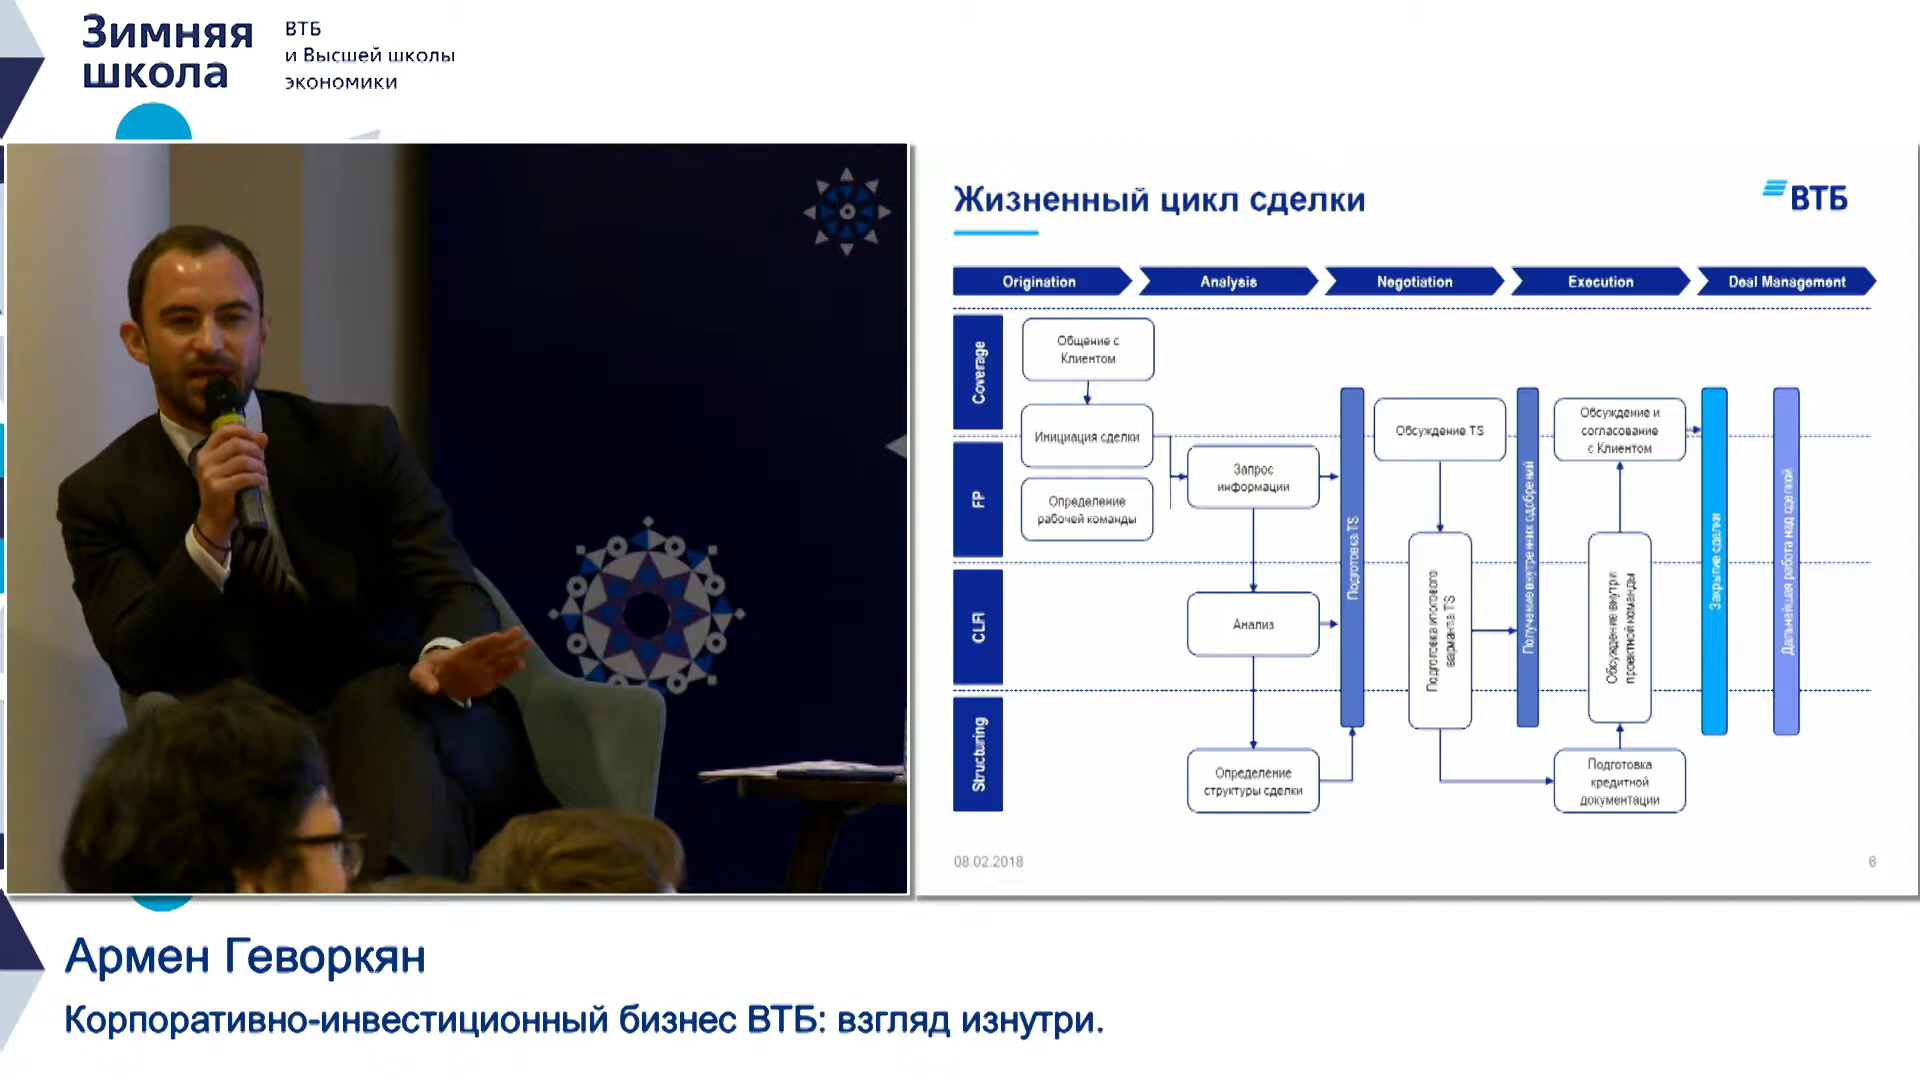 Зимняя
школа
ВТБ
и Высшей школы
экономики
Жизненный цикл сделки
ВТБ
Origination
Analysis
Negotiation
Execution
Deal Management
Coverage
FP
CLR
Structuring
Общение с
Клиентом
Инициация сделки
Определение
рабочей команды
Запрос
информации
Анализ
Определение
структуры сделки
Подготовка TS
Обсуждение TS
Подготовка итогового
варианта TS
Получение внутренних одобрений
Обсуждение и
согласование
с Клиентом
Обсуждение внутри
проектной команды
Подготовка
кредитной
документации
Закрытие сделки
Дальнейшая работа над сделкой
08.02.2018
6
Армен Геворкян
Корпоративно-инвестиционный бизнес ВТБ: взгляд изнутри.